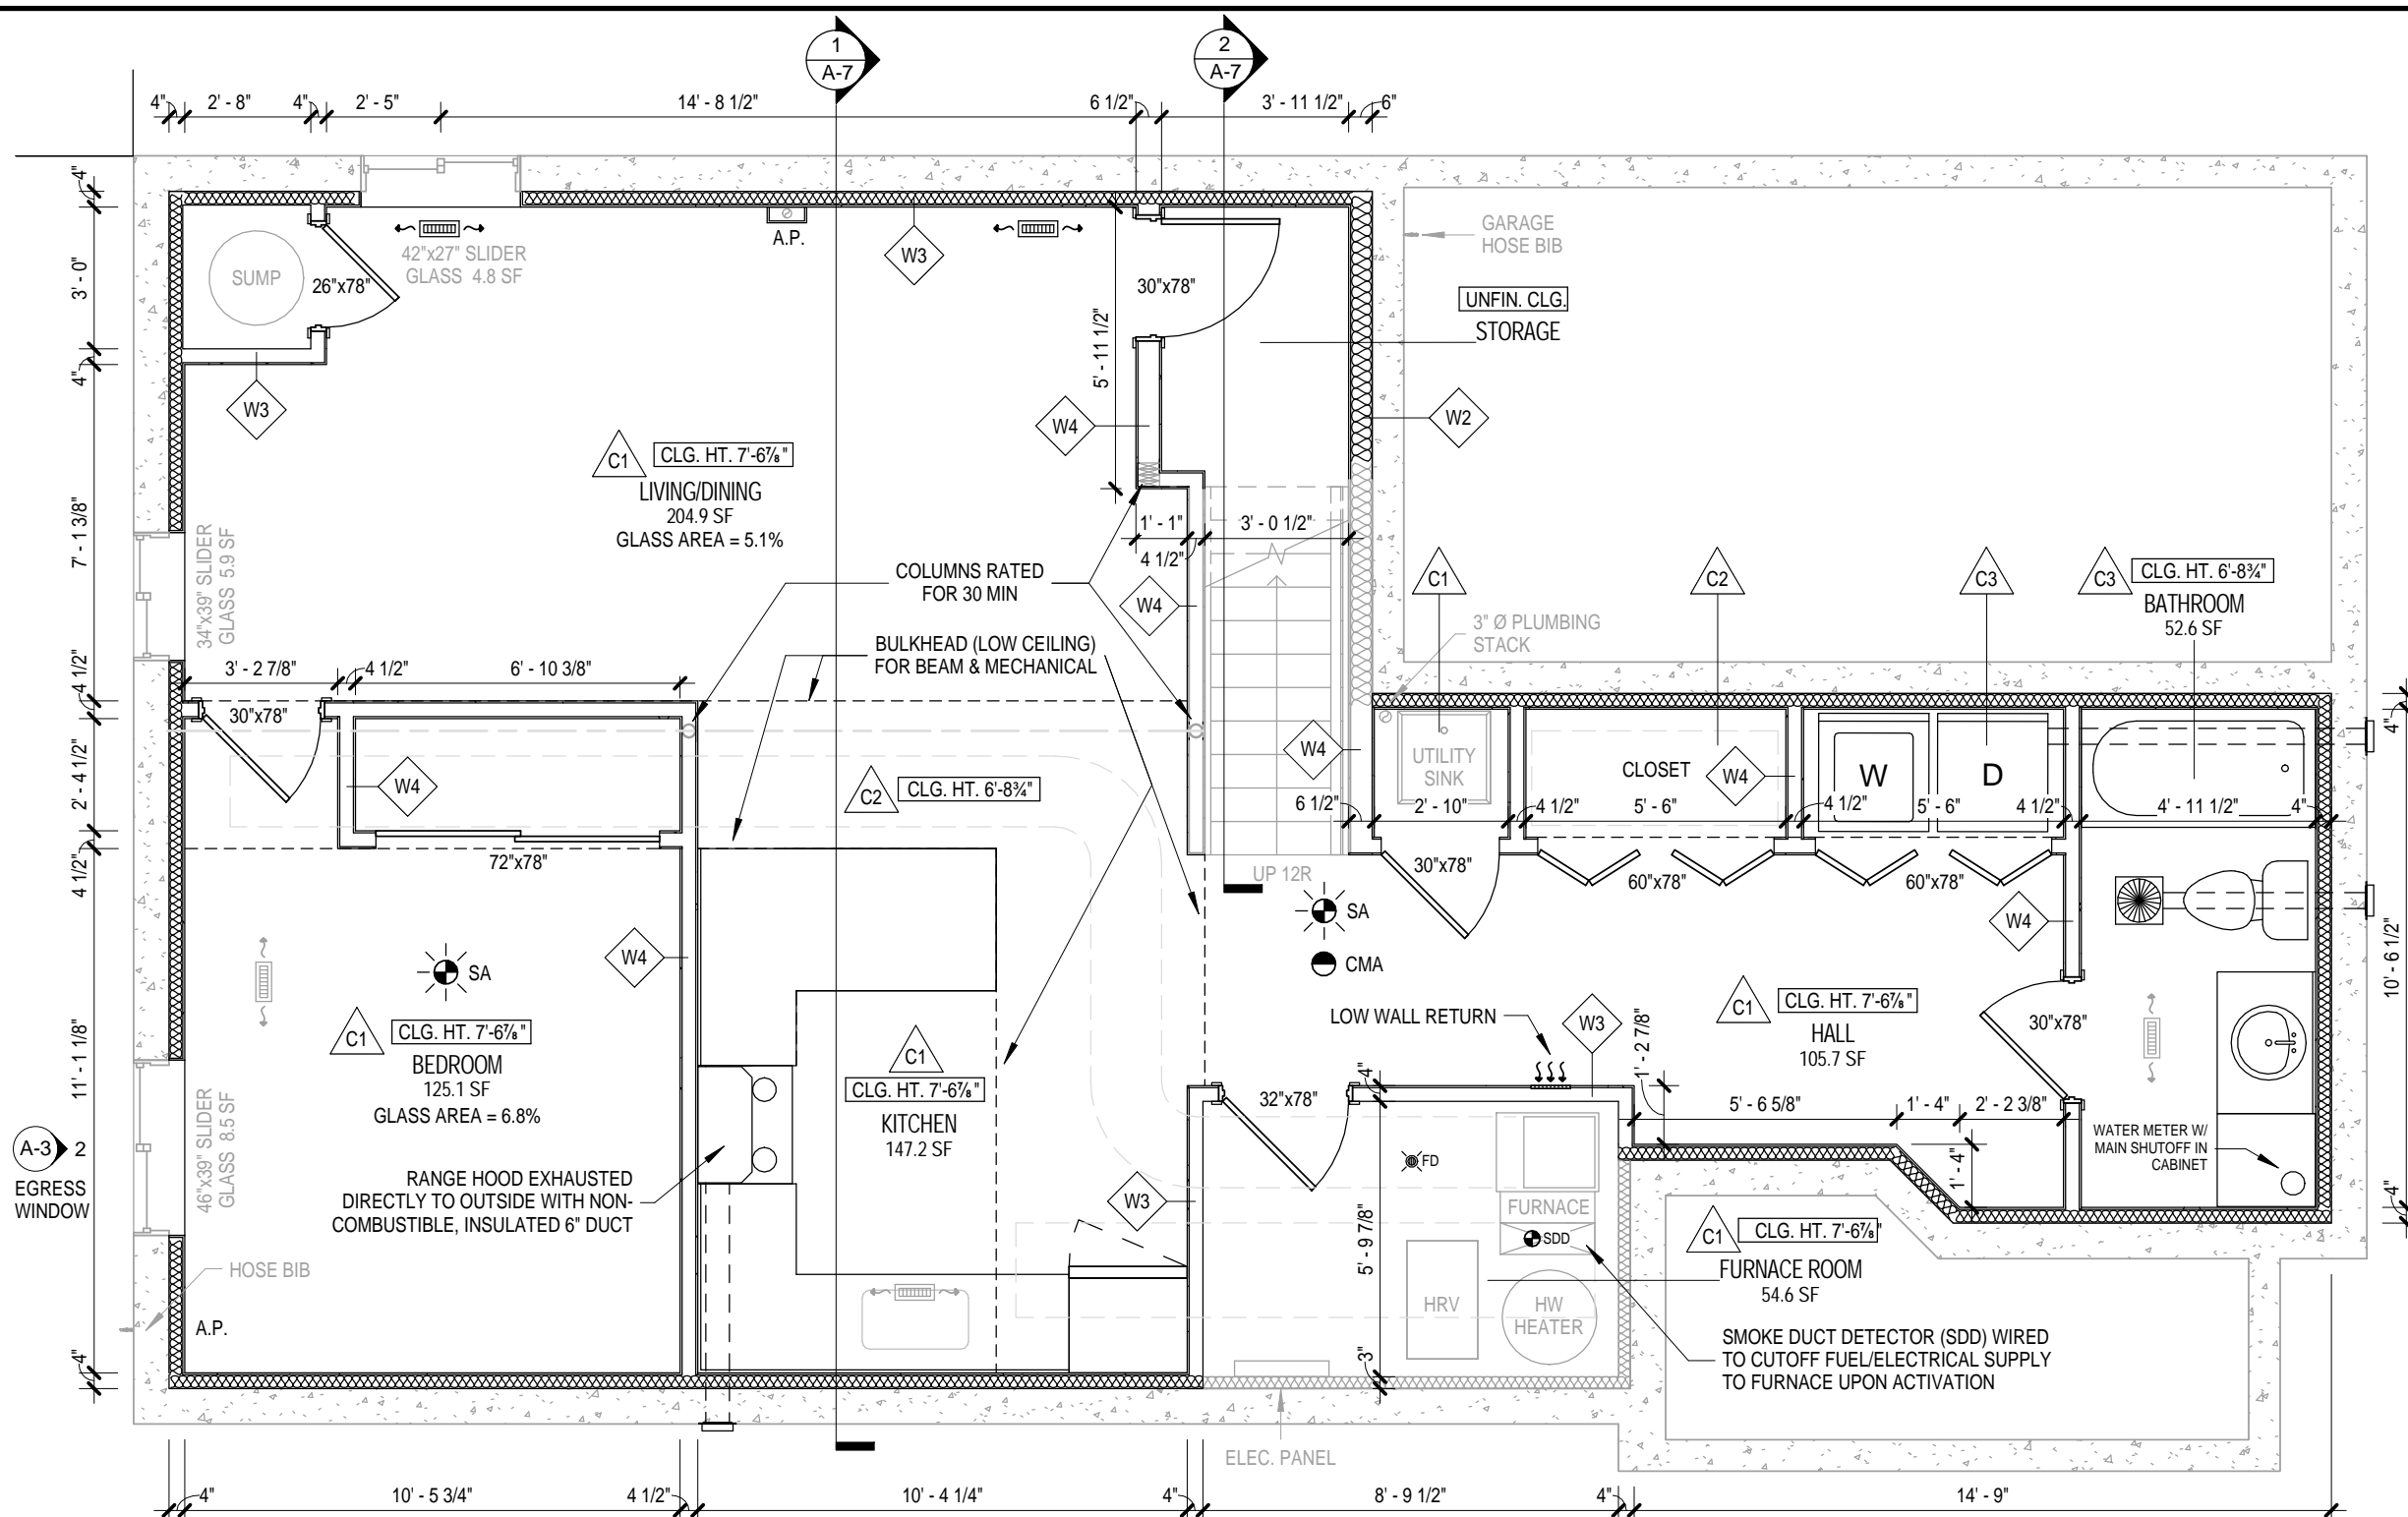 1
A-7
2
A-7
4"
2' - 8"
4"
2' - 5"
14' - 8 1/2"
6 1/2"
3' - 11 1/2"
6"
4"
3' - 0"
4"
7' - 1 3/8"
4 1/2"
2' - 4 1/2"
4 1/2"
11' - 1 1/8"
4"
SUMP
26"x78"
42"x27" SLIDER
GLASS 4.8 SF
A.P.
W3
30"x78"
5' - 11 1/2"
GARAGE
HOSE BIB
UNFIN. CLG.
STORAGE
W3
W4
W2
C1
CLG. HT. 7'-6⅞"
LIVING/DINING
204.9 SF
GLASS AREA = 5.1%
34"x39" SLIDER
GLASS 5.9 SF
1' - 1"
3' - 0 1/2"
4 1/2"
COLUMNS RATED
FOR 30 MIN
W4
C1
C2
C3
C3
CLG. HT. 6'-8¾"
BATHROOM
52.6 SF
3" Ø PLUMBING
STACK
BULKHEAD (LOW CEILING)
FOR BEAM & MECHANICAL
3' - 2 7/8"
4 1/2"
6' - 10 3/8"
30"x78"
W4
72"x78"
C2
CLG. HT. 6'-8¾"
W4
UTILITY
SINK
CLOSET
W4
W
D
6 1/2"
2' - 10"
4 1/2"
5' - 6"
4 1/2"
5' - 6"
4 1/2"
4' - 11 1/2"
4"
4"
10' - 6 1/2"
4"
UP 12R
30"x78"
60"x78"
60"x78"
SA
CMA
W4
W4
SA
C1
CLG. HT. 7'-6⅞"
BEDROOM
125.1 SF
GLASS AREA = 6.8%
46"x39" SLIDER
GLASS 8.5 SF
A-3
2
EGRESS
WINDOW
C1
CLG. HT. 7'-6⅞"
KITCHEN
147.2 SF
RANGE HOOD EXHAUSTED
DIRECTLY TO OUTSIDE WITH NON-
COMBUSTIBLE, INSULATED 6" DUCT
LOW WALL RETURN
W3
C1
CLG. HT. 7'-6⅞"
HALL
105.7 SF
30"x78"
1' - 2 7/8"
4"
32"x78"
5' - 6 5/8"
1' - 4"
2' - 2 3/8"
1' - 4"
WATER METER W/
MAIN SHUTOFF IN
CABINET
FD
W3
FURNACE
SDD
5' - 9 7/8"
HRV
HW
HEATER
3"
C1
CLG. HT. 7'-6⅞"
FURNACE ROOM
54.6 SF
SMOKE DUCT DETECTOR (SDD) WIRED
TO CUTOFF FUEL/ELECTRICAL SUPPLY
TO FURNACE UPON ACTIVATION
HOSE BIB
A.P.
ELEC. PANEL
4"
10' - 5 3/4"
4 1/2"
10' - 4 1/4"
4"
8' - 9 1/2"
4"
14' - 9"